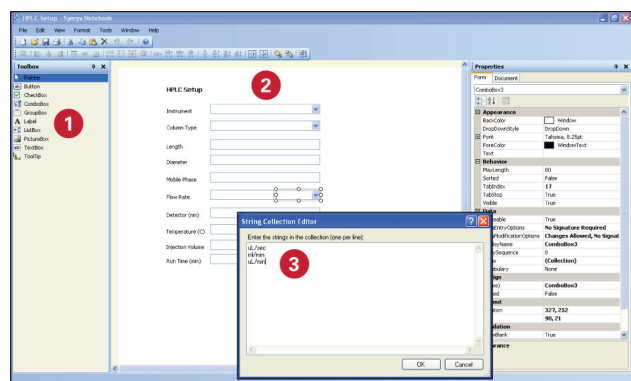 HPLC Setup - Symyx Notebook
File Edit View Format Tools Window Help
Toolbox
Pointer
Button
CheckBox
ComboBox
GroupBox
A Label
ListBox
PictureBox
TextBox
ToolTip
1
2
HPLC Setup
Instrument
Column Type
Length
Diameter
Mobile Phase
Flow Rate
Detector (nm)
Temperature (C)
Injection Volume
Run Time (min)
String Collection Editor
Enter the strings in the collection (one per line)
uL/sec
ml/min
uL/min
3
OK Cancel
Properties
Form Document
ComboBox3
Appearance
BackColor Window
DropDownStyle DropDown
Font Tahoma, 8.25pt
ForeColor WindowText
Text
Behavior
MaxLength 80
Sorted False
TabIndex 17
TabStop True
Visible True
Data
True
No Signature Required
Changes Allowed, No Signat
ComboBox3
0
(Collection)
None
ComboBox3
False
327, 252
90, 21
True